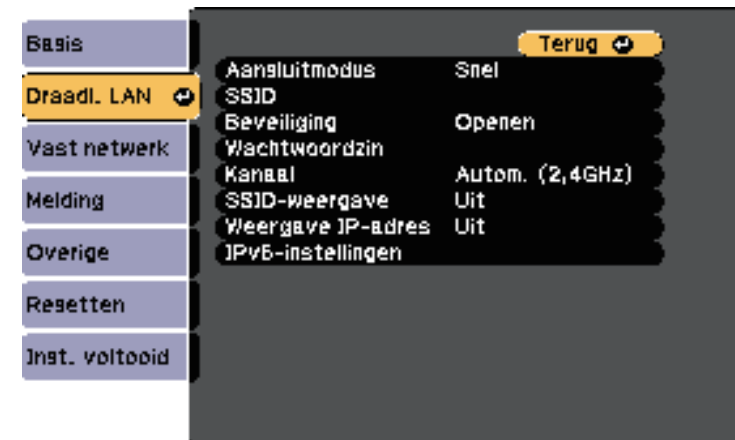 Basis
Draadl. LAN
Vast netwerk
Melding
Overige
Resetten
Inst. voltooid
Terug
Aansluitmodus Snel
SSID
Beveiliging Openen
Wachtwoordzin
Kanaal Autom. (2,4GHz)
SSID-weergave Uit
Weergave IP-adres Uit
IPv6-instellingen